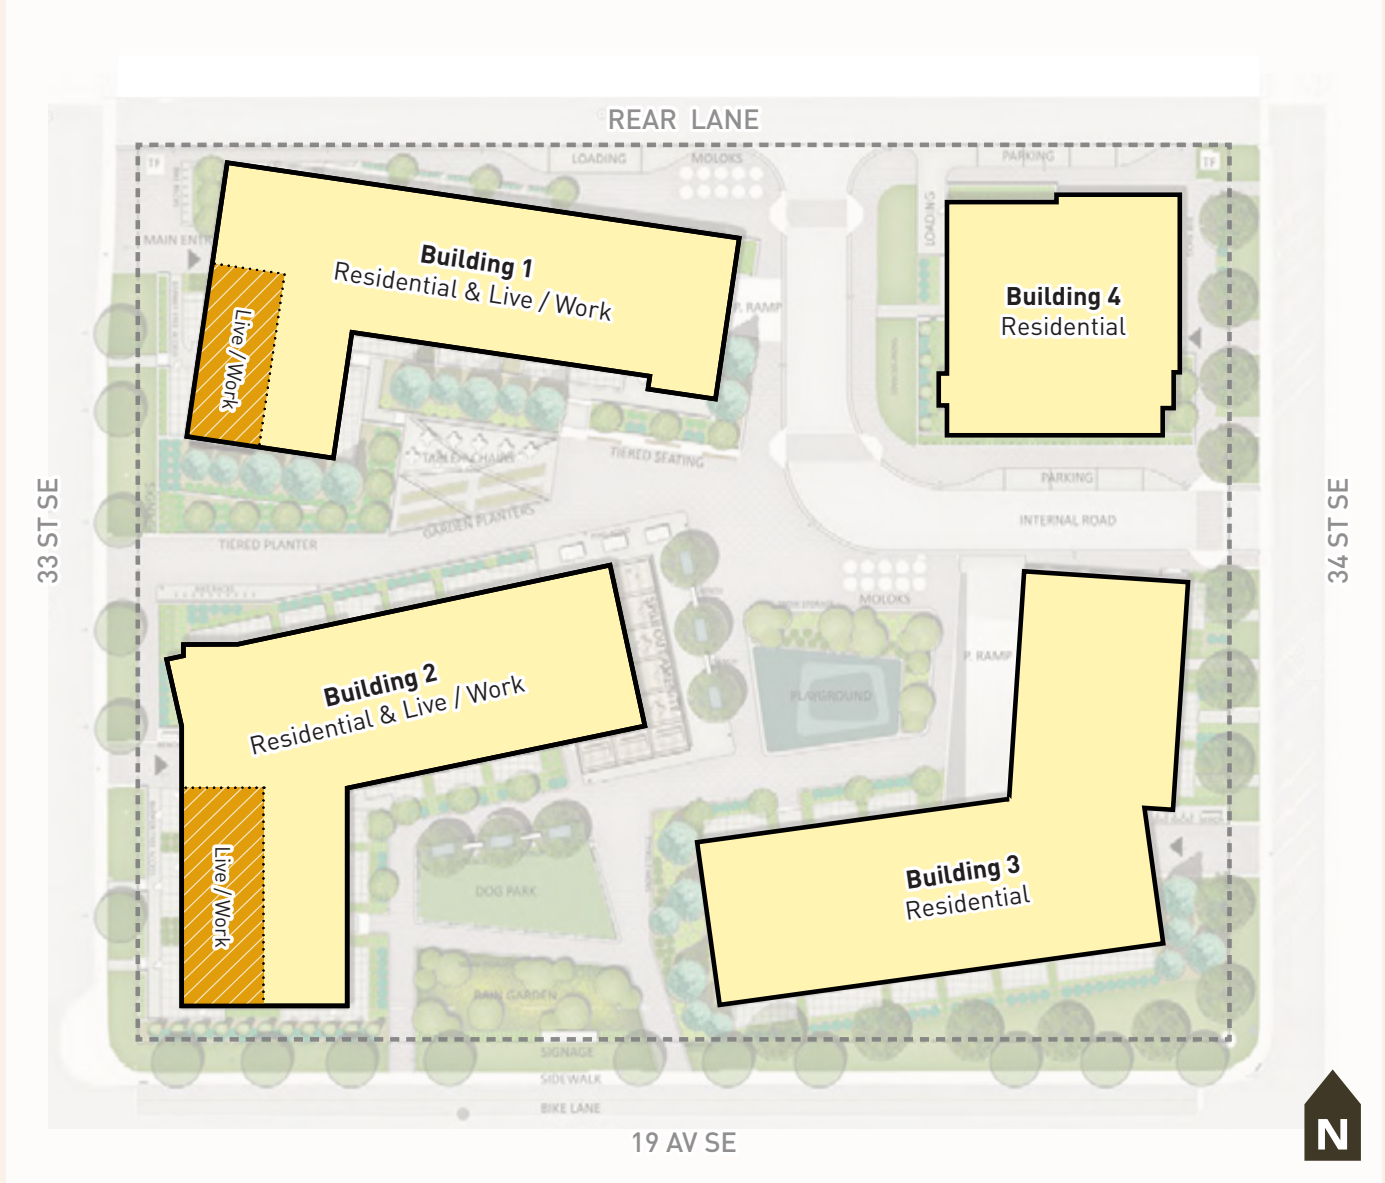 REAR LANE
TF
LOADING
MOLOKS
PARKING
TF
LOADING
MAIN ENTR
Building 1
Residential & Live / Work
Live / Work
P. RAMP
Building 4
Residential
TABLE/CHAIRS
TIERED SEATING
PARKING
GARDEN PLANTERS
INTERNAL ROAD
TIERED PLANTER
33 ST SE
34 ST SE
MOLOKS
P. RAMP
PLAYGROUND
Building 2
Residential & Live / Work
Live / Work
DOG PARK
Building 3
Residential
RAIN GARDEN
SIGNAGE
SIDEWALK
BIKE LANE
19 AV SE
N